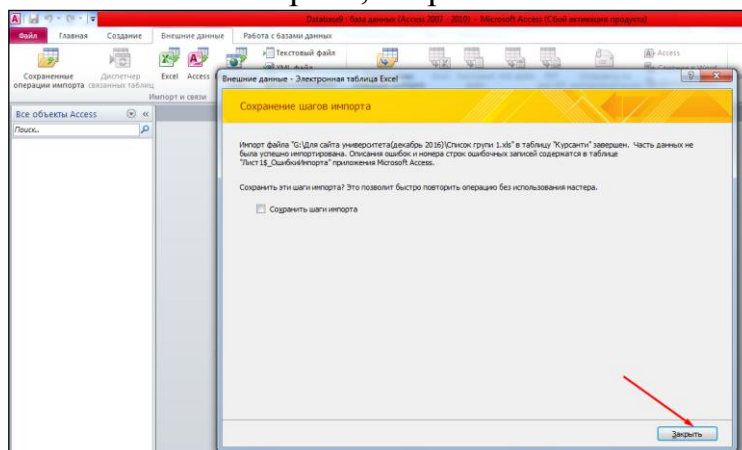 Database9 : база данных (Access 2007 - 2010) - Microsoft Access (Сбой активации продукта)
Файл Главная Создание Внешние данные Работа с базами данных
Текстовый файл
Access
Сохраненные операции импорта
Диспетчер связанных таблиц
Excel Access
Импорт и связи
Все объекты Access
Поиск...
Внешние данные - Электронная таблица Excel
Сохранение шагов импорта
Импорт файла "G:\Для сайта университета(декабрь 2016)\Список групи 1.xls" в таблицу "Курсанти" завершен. Часть данных не
была успешно импортирована. Описания ошибок и номера строк ошибочных записей содержатся в таблице
"Лист1$_ОшибкиИмпорта" приложения Microsoft Access.
Сохранить эти шаги импорта? Это позволит быстро повторить операцию без использования мастера.
Сохранить шаги импорта
Закрыть